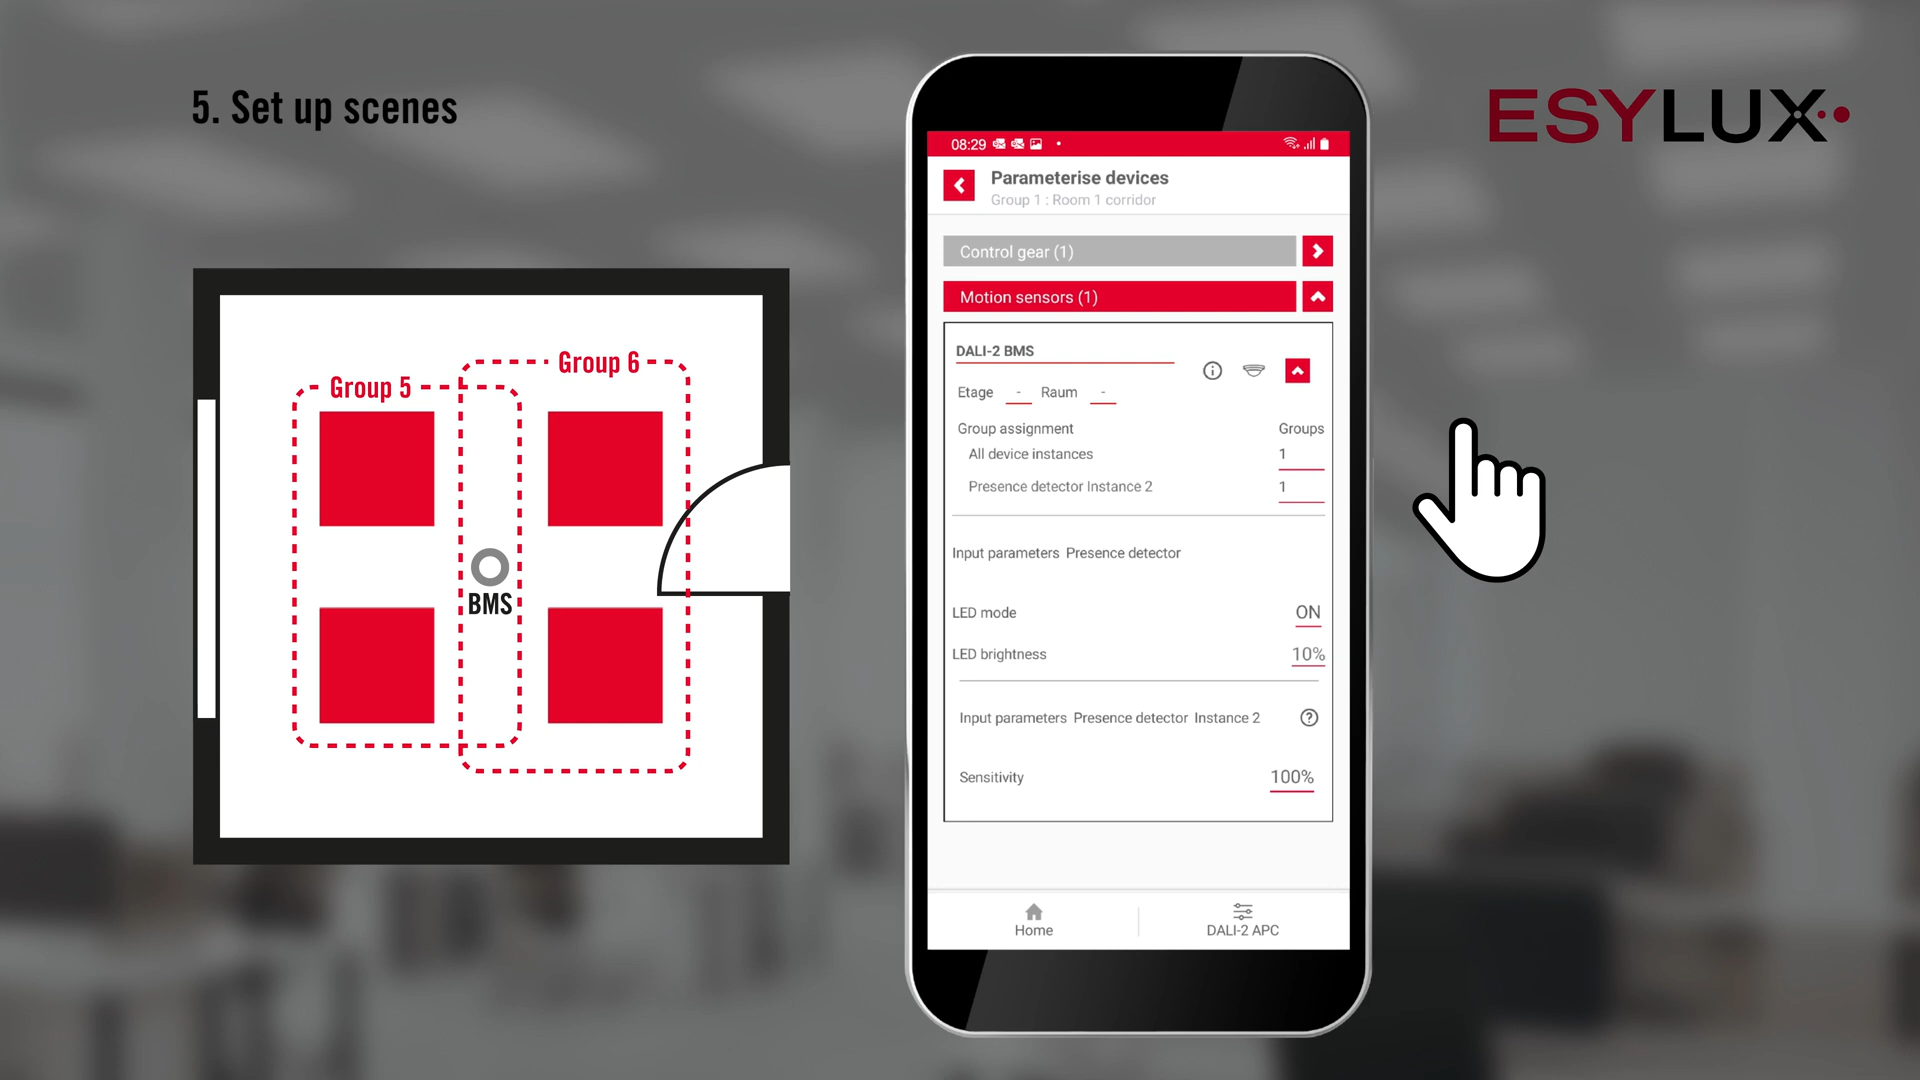 5. Set up scenes
ESYLUX
Group 5
Group 6
BMS
08:29
Parameterise devices
Group 1 : Room 1 corridor
Control gear (1)
Motion sensors (1)
DALI-2 BMS
Etage - Raum -
Group assignment Groups
All device instances 1
Presence detector Instance 2 1
Input parameters Presence detector
LED mode ON
LED brightness 10%
Input parameters Presence detector Instance 2
Sensitivity 100%
Home
DALI-2 APC